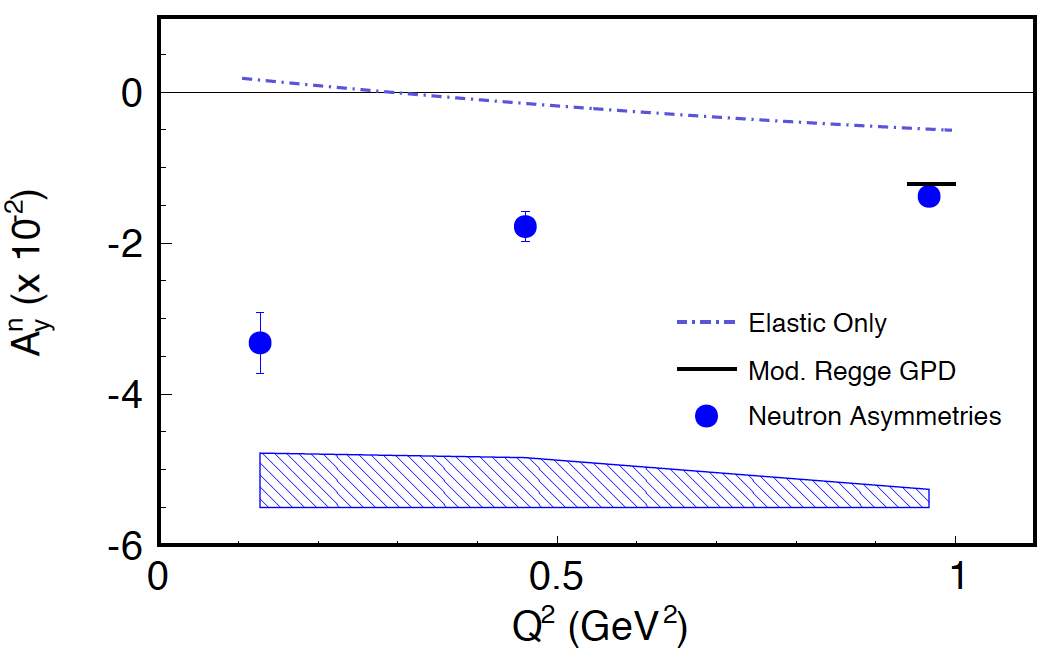 0
-2
-4
-6
A_y^n (x 10^-2)
Elastic Only
Mod. Regge GPD
Neutron Asymmetries
0 0.5 1
Q^2 (GeV^2)